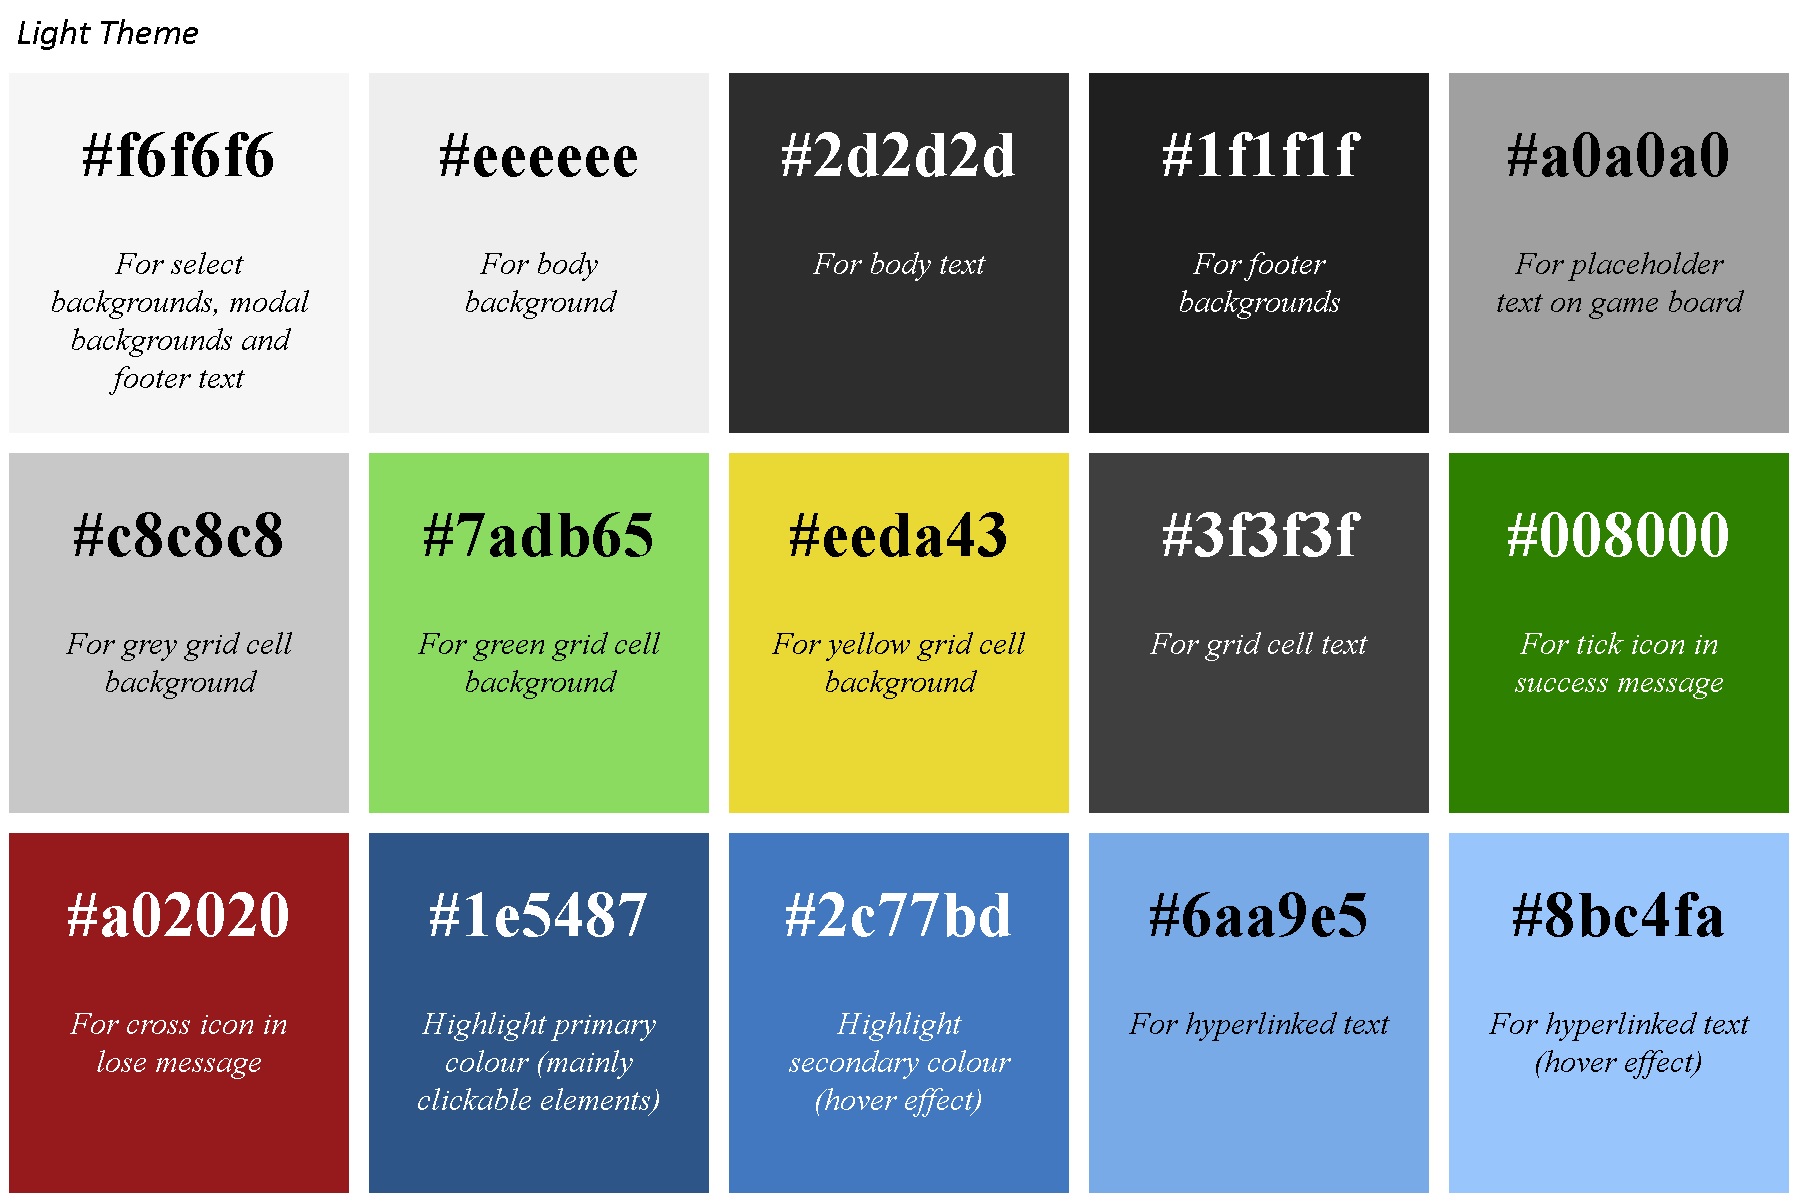 Light Theme
#f6f6f6
For select
backgrounds, modal
backgrounds and
footer text
#eeeeee
For body
background
#2d2d2d
For body text
#1f1f1f
For footer
backgrounds
#a0a0a0
For placeholder
text on game board
#c8c8c8
For grey grid cell
background
#7adb65
For green grid cell
background
#eeda43
For yellow grid cell
background
#3f3f3f
For grid cell text
#008000
For tick icon in
success message
#a02020
For cross icon in
lose message
#1e5487
Highlight primary
colour (mainly
clickable elements)
#2c77bd
Highlight
secondary colour
(hover effect)
#6aa9e5
For hyperlinked text
#8bc4fa
For hyperlinked text
(hover effect)